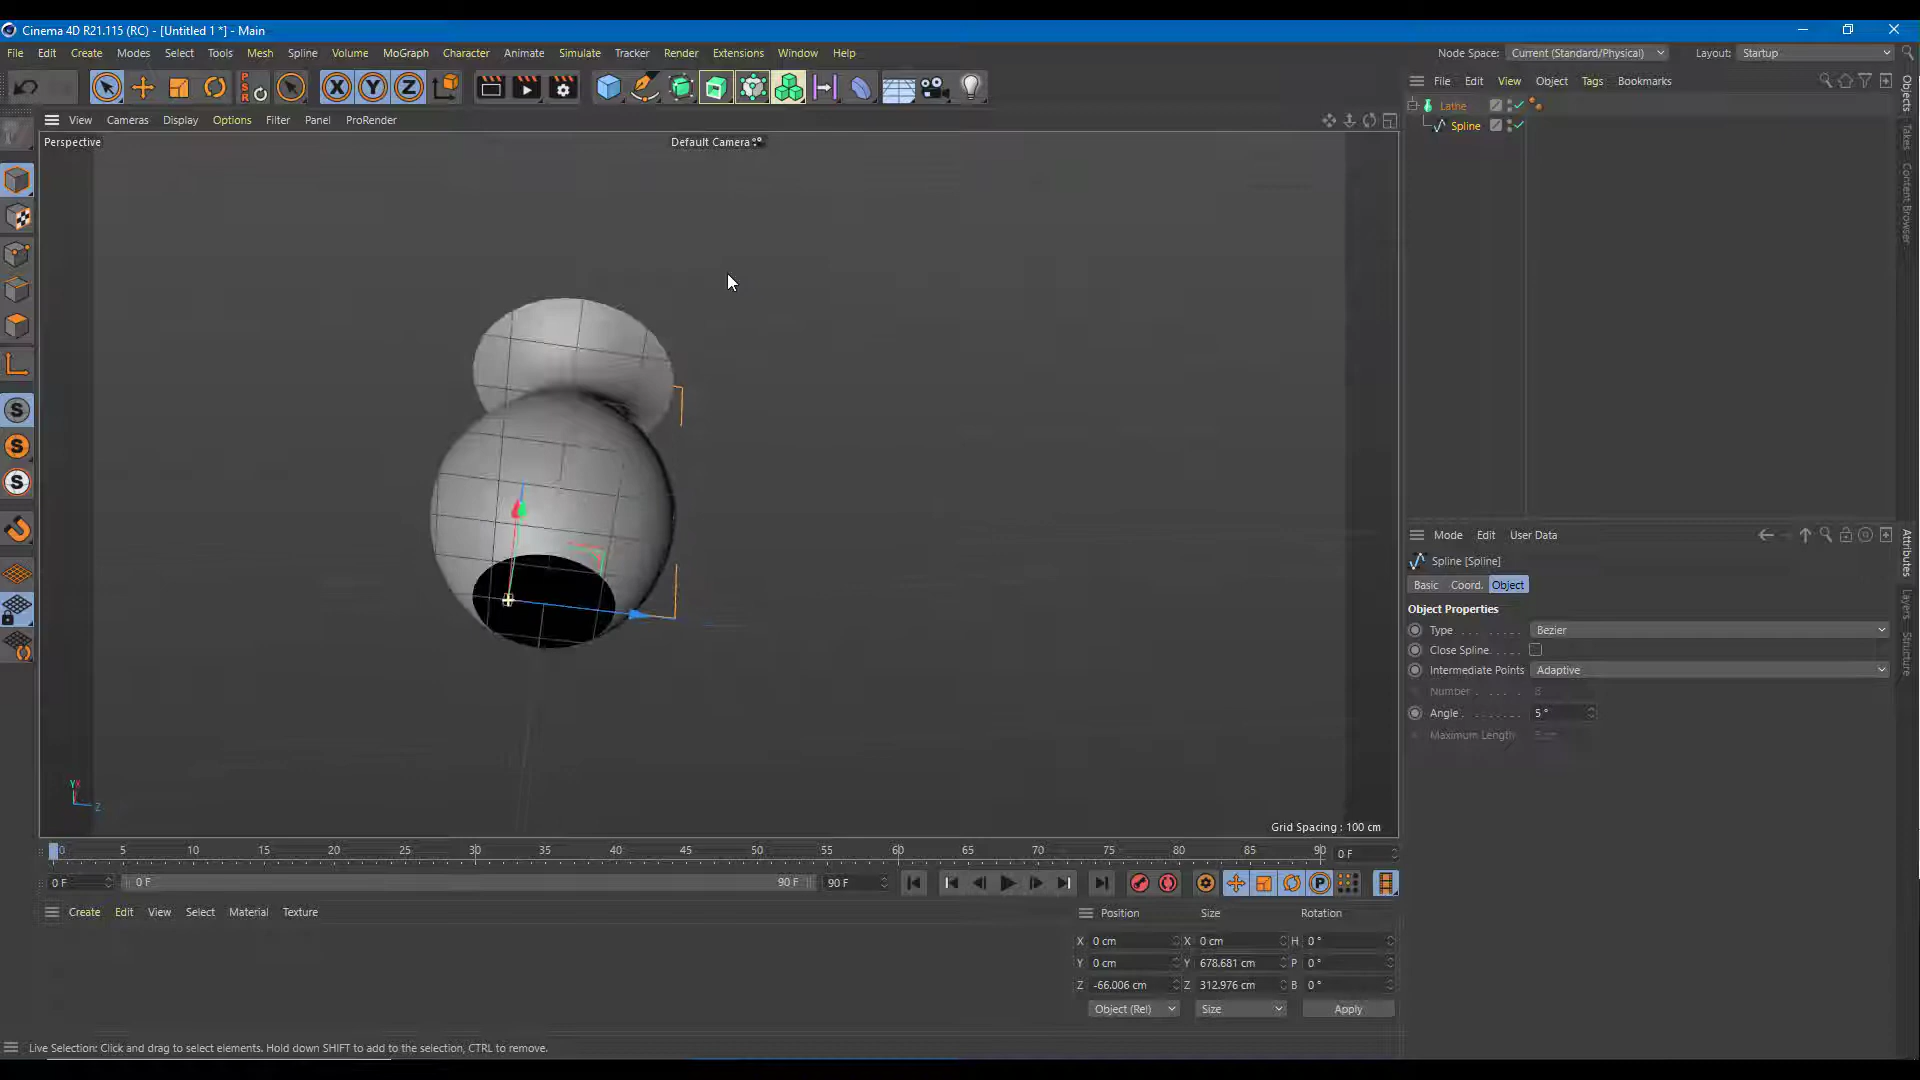 Cinema 4D R21.115 (RC) - [Untitled 1 *] - Main
File Edit Create Modes Select Tools Mesh Spline Volume MoGraph Character Animate Simulate Tracker Render Extensions Window Help
Node Space: Current (Standard/Physical) Layout: Startup
View Cameras Display Options Filter Panel ProRender
Perspective
Default Camera
Grid Spacing : 100 cm
File Edit View Object Tags Bookmarks
Lathe
Spline
Objects
Takes
Content Browser
Mode Edit User Data
Spline [Spline]
Basic Coord. Object
Object Properties
Type Bezier
Close Spline
Intermediate Points Adaptive
Number 8
Angle 5 °
Maximum Length
Attributes
Layers
Structure
0 5 10 15 20 25 30 35 40 45 50 55 60 65 70 75 80 85 90 0 F
0 F 0 F 90 F 90 F
Create Edit View Select Material Texture
Position Size Rotation
X 0 cm X 0 cm H 0 °
Y 0 cm Y 678.681 cm P 0 °
Z -66.006 cm Z 312.976 cm B 0 °
Object (Rel) Size Apply
Live Selection: Click and drag to select elements. Hold down SHIFT to add to the selection, CTRL to remove.